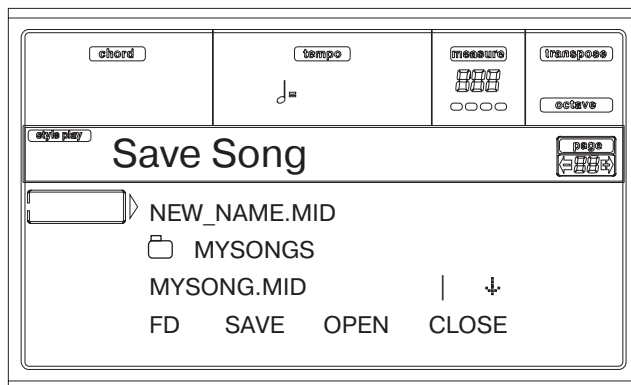 chord tempo measure transpose
octave
style play
Save Song
page
NEW_NAME.MID
MYSONGS
MYSONG.MID
FD SAVE OPEN CLOSE